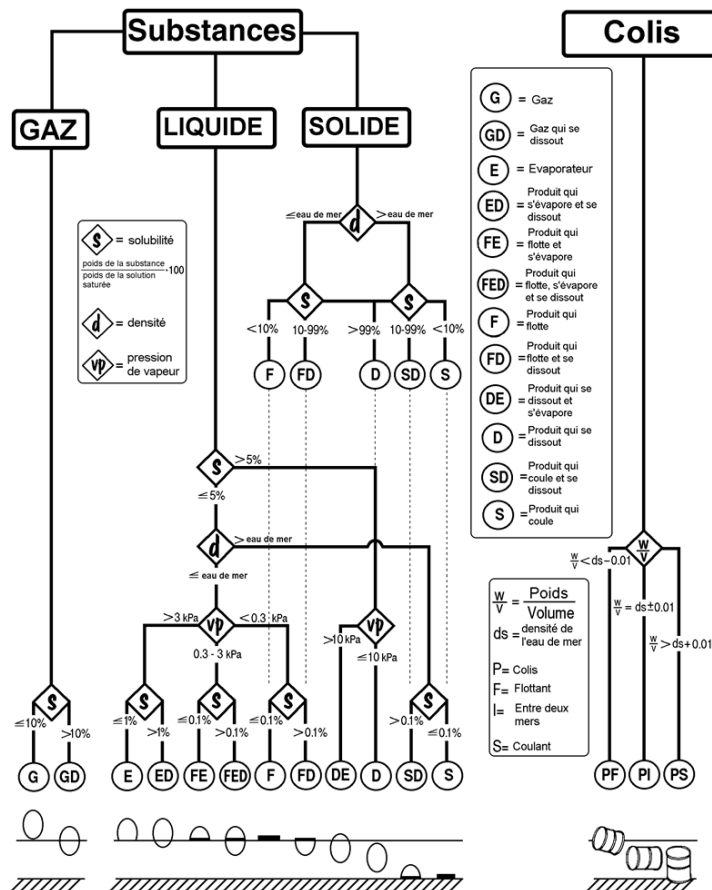 Substances
Colis
GAZ
LIQUIDE
SOLIDE
≤eau de mer
>eau de mer
d
S = solubilité
poids de la substance
poids de la solution saturée
·100
d = densité
vp = pression de vapeur
S
S
<10%
10-99%
>99%
10-99%
<10%
F
FD
D
SD
S
G = Gaz
GD = Gaz qui se dissout
E = Evaporateur
ED = Produit qui s'évapore et se dissout
FE = Produit qui flotte et s'évapore
FED = Produit qui flotte, s'évapore et se dissout
F = Produit qui flotte
FD = Produit qui flotte et se dissout
DE = Produit qui se dissout et s'évapore
D = Produit qui se dissout
SD = Produit qui coule et se dissout
S = Produit qui coule
S
>5%
≤5%
d
>eau de mer
≤eau de mer
>3 kPa
vp
<0.3 kPa
0.3 - 3 kPa
vp
>10 kPa
≤10 kPa
w/v
w/v <ds−0.01
w/v = ds±0.01
w/v >ds+0.01
w/v = Poids/Volume
ds = densité de l'eau de mer
P= Colis
F= Flottant
I= Entre deux mers
S= Coulant
S
S
S
S
S
≤10%
>10%
≤1%
>1%
≤0.1%
>0.1%
≤0.1%
>0.1%
>0.1%
≤0.1%
G
GD
E
ED
FE
FED
F
FD
DE
D
SD
S
PF
PI
PS